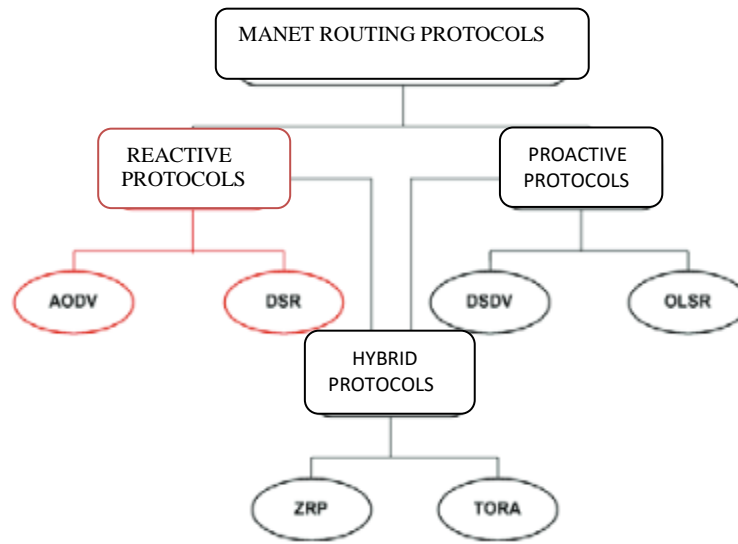 MANET ROUTING PROTOCOLS
REACTIVE
PROTOCOLS
PROACTIVE
PROTOCOLS
AODV
DSR
DSDV
OLSR
HYBRID
PROTOCOLS
ZRP
TORA